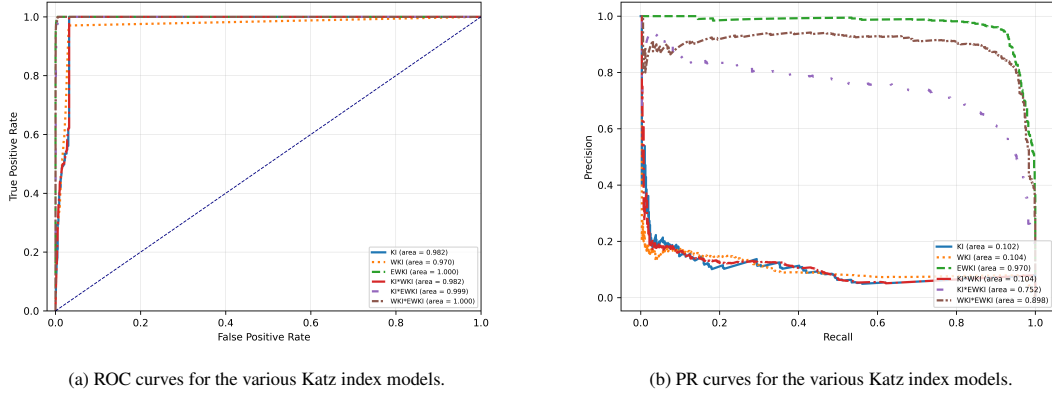 1.0
0.8
0.6
0.4
0.2
0.0
True Positive Rate
0.0 0.2 0.4 0.6 0.8 1.0
False Positive Rate
KI (area = 0.982)
WKI (area = 0.970)
EWKI (area = 1.000)
KI*WKI (area = 0.982)
KI*EWKI (area = 0.999)
WKI*EWKI (area = 1.000)
(a) ROC curves for the various Katz index models.
1.0
0.8
0.6
0.4
0.2
0.0
Precision
0.0 0.2 0.4 0.6 0.8 1.0
Recall
KI (area = 0.102)
WKI (area = 0.104)
EWKI (area = 0.970)
KI*WKI (area = 0.104)
KI*EWKI (area = 0.752)
WKI*EWKI (area = 0.898)
(b) PR curves for the various Katz index models.